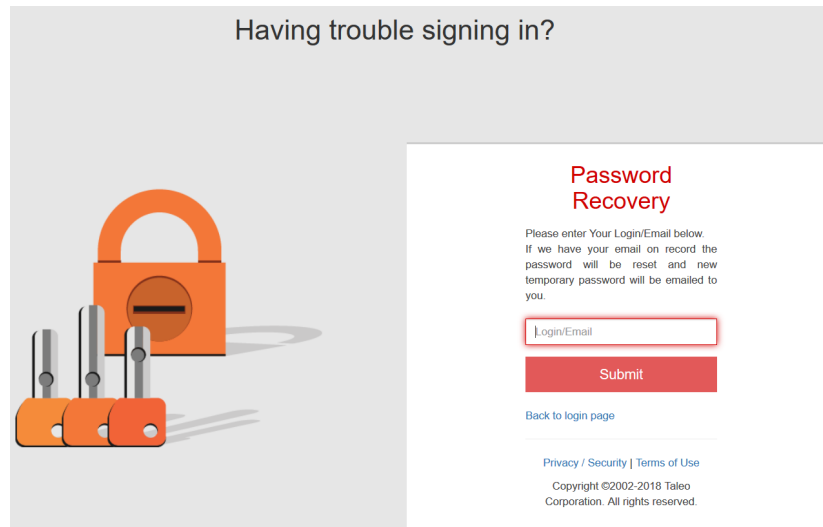 Having trouble signing in?
Password
Recovery
Please enter Your Login/Email below.
If we have your email on record the
password will be reset and new
temporary password will be emailed to
you.
Login/Email
Submit
Back to login page
Privacy / Security | Terms of Use
Copyright ©2002-2018 Taleo
Corporation. All rights reserved.